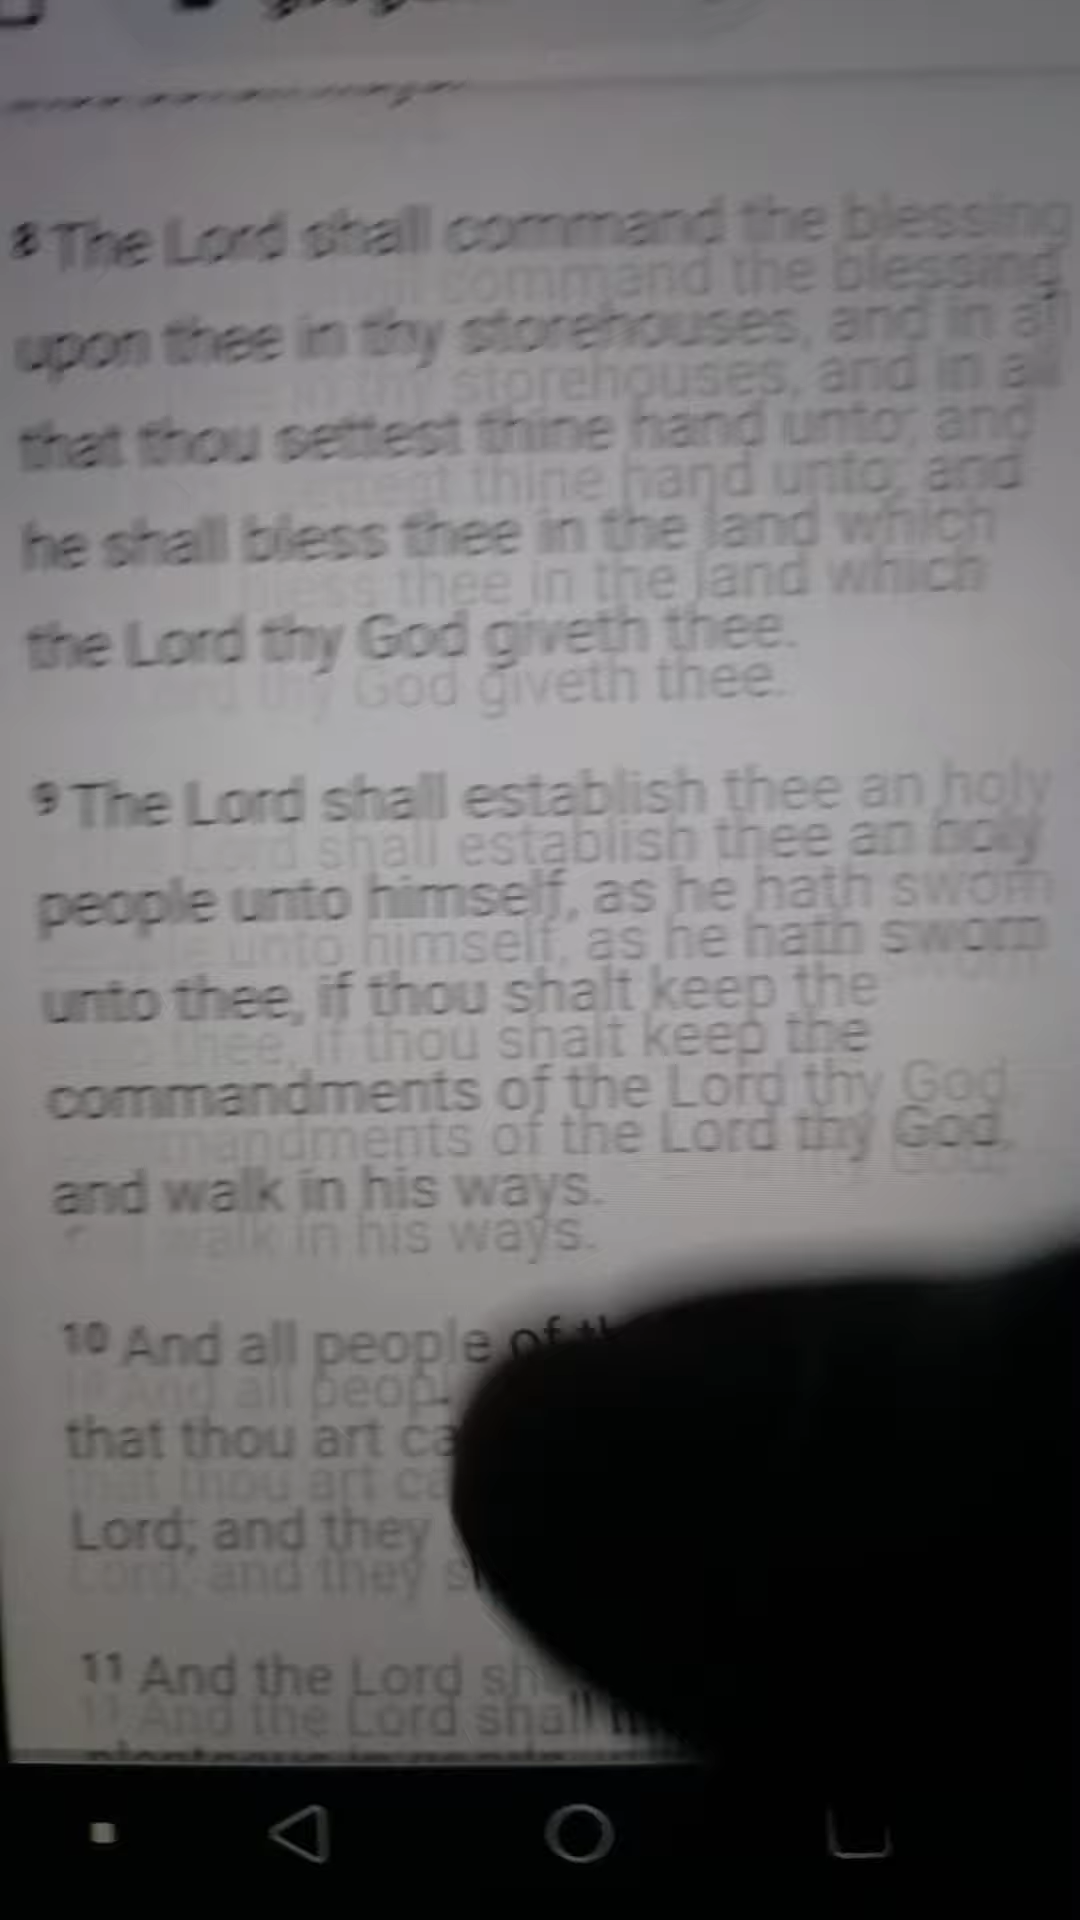 8 The Lord shall command the blessing
upon thee in thy storehouses, and in all
that thou settest thine hand unto; and
he shall bless thee in the land which
the Lord thy God giveth thee.
9 The Lord shall establish thee an holy
people unto himself, as he hath sworn
unto thee, if thou shalt keep the
commandments of the Lord thy God,
and walk in his ways.
10 And all people of
that thou art
Lord; and they
11 And the Lord shall